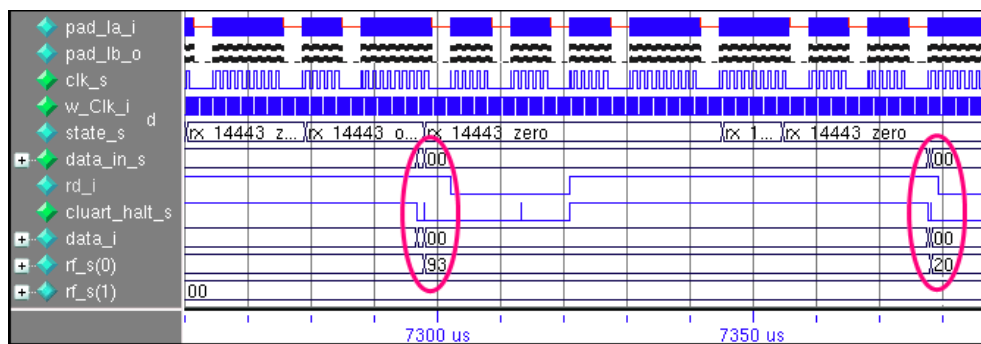 pad_la_i
pad_lb_o
clk_s
w_Clk_i
d
state_s rx 14443 z... rx 14443 o... rx 14443 zero rx 1... rx 14443 zero
data_in_s 00 00
rd_i
cluart_halt_s
data_i 00 00
rf_s(0) 93 20
rf_s(1) 00
7300 us 7350 us